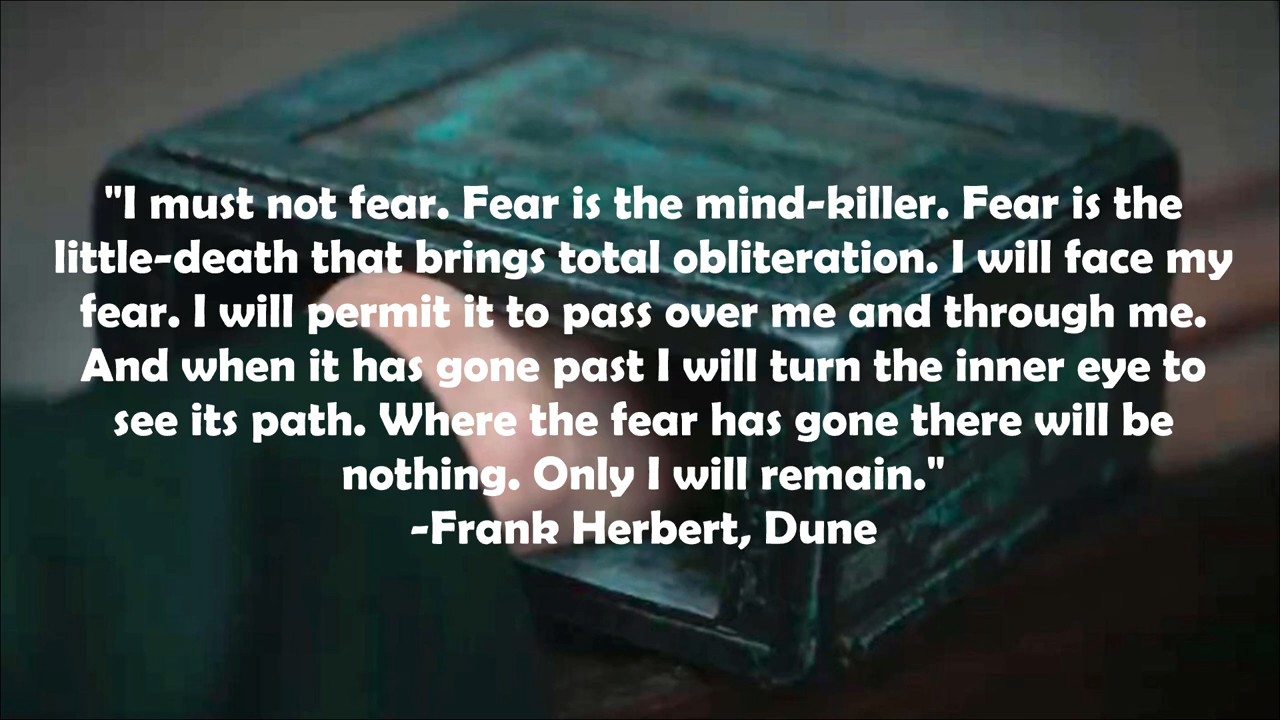 "I must not fear. Fear is the mind-killer. Fear is the
little-death that brings total obliteration. I will face my
fear. I will permit it to pass over me and through me.
And when it has gone past I will turn the inner eye to
see its path. Where the fear has gone there will be
nothing. Only I will remain."
-Frank Herbert, Dune